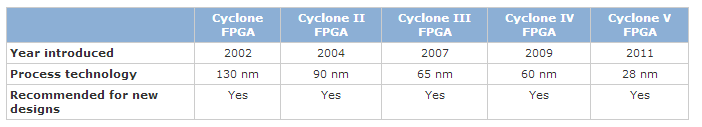 Cyclone FPGA Cyclone II FPGA Cyclone III FPGA Cyclone IV FPGA Cyclone V FPGA
Year introduced 2002 2004 2007 2009 2011
Process technology 130 nm 90 nm 65 nm 60 nm 28 nm
Recommended for new designs Yes Yes Yes Yes Yes